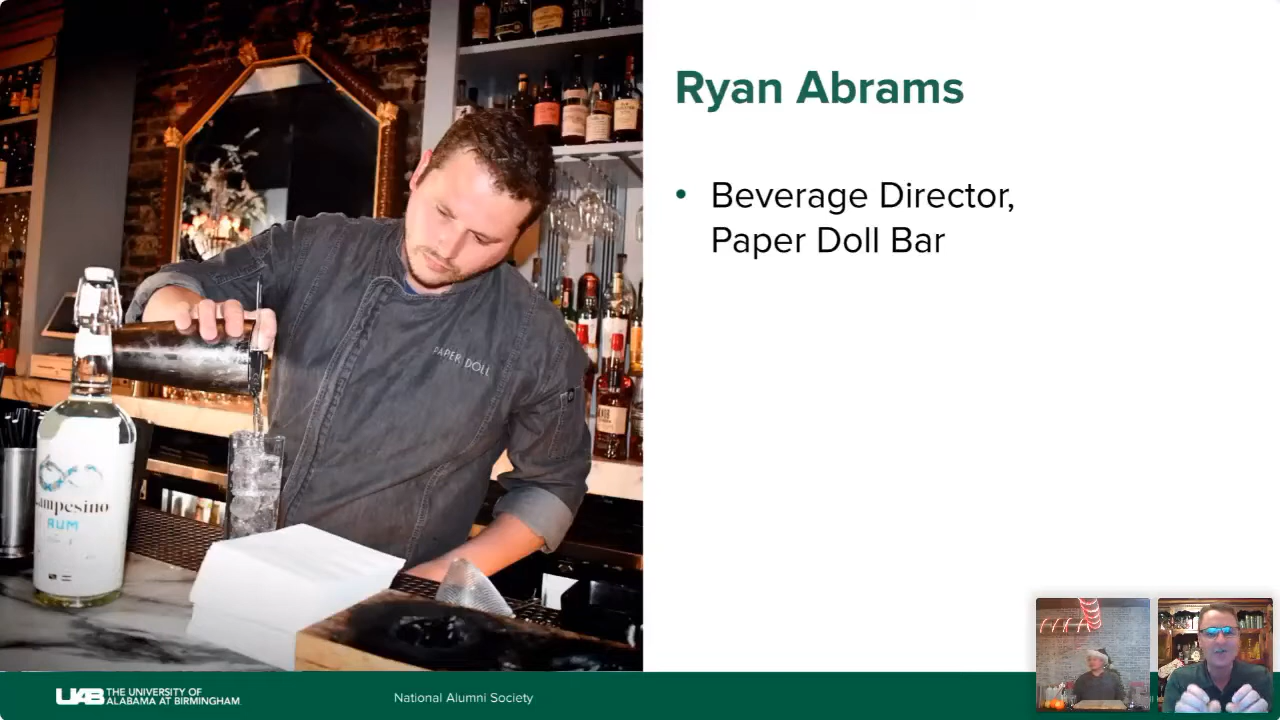 Ryan Abrams
• Beverage Director,
Paper Doll Bar
PAPER DOLL
ampesino
RUM
UAB THE UNIVERSITY OF
ALABAMA AT BIRMINGHAM
National Alumni Society